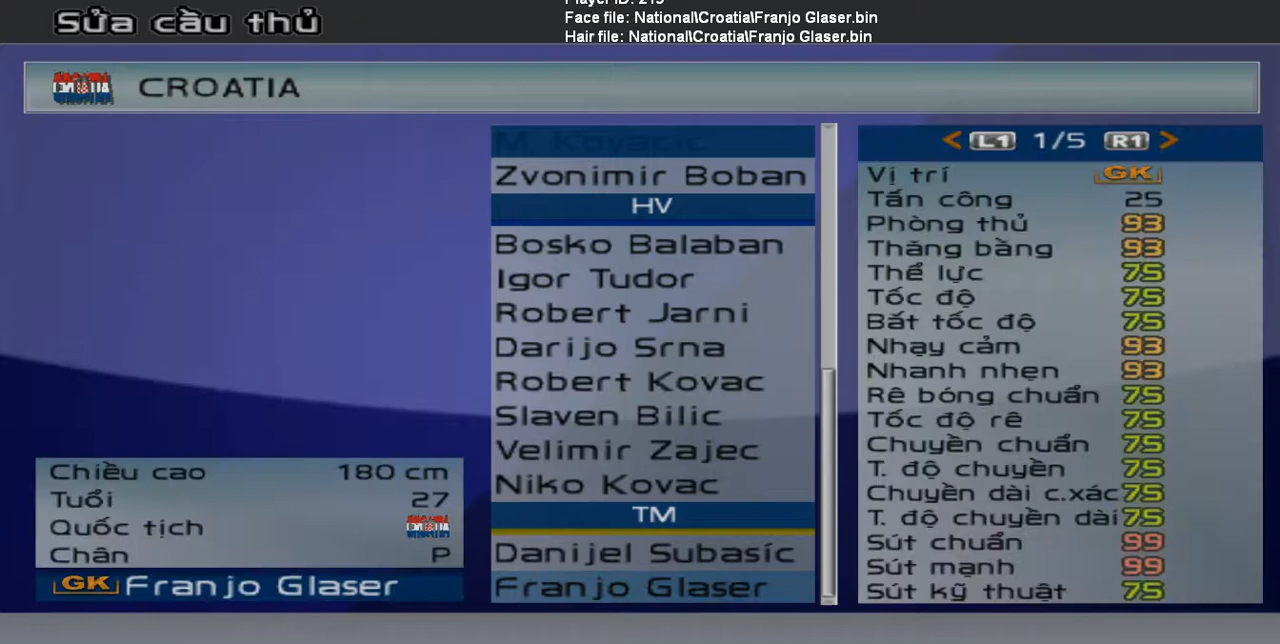 Sửa cầu thủ
Face file: National\Croatia\Franjo Glaser.bin
Hair file: National\Croatia\Franjo Glaser.bin
CROATIA
M. Kovacic
Zvonimir Boban
HV
Bosko Balaban
Igor Tudor
Robert Jarni
Darijo Srna
Robert Kovac
Slaven Bilic
Velimir Zajec
Niko Kovac
TM
Danijel Subasíc
Franjo Glaser
< L1 1/5 R1 >
Vị trí GK
Tấn công 25
Phòng thủ 93
Thăng bằng 93
Thể lực 75
Tốc độ 75
Bắt tốc độ 75
Nhạy cảm 93
Nhanh nhẹn 93
Rê bóng chuẩn 75
Tốc độ rê 75
Chuyền chuẩn 75
T. độ chuyền 75
Chuyền dài c.xác 75
T. độ chuyền dài 75
Sút chuẩn 99
Sút mạnh 99
Sút kỹ thuật 75
Chiều cao 180 cm
Tuổi 27
Quốc tịch
Chân P
GK Franjo Glaser